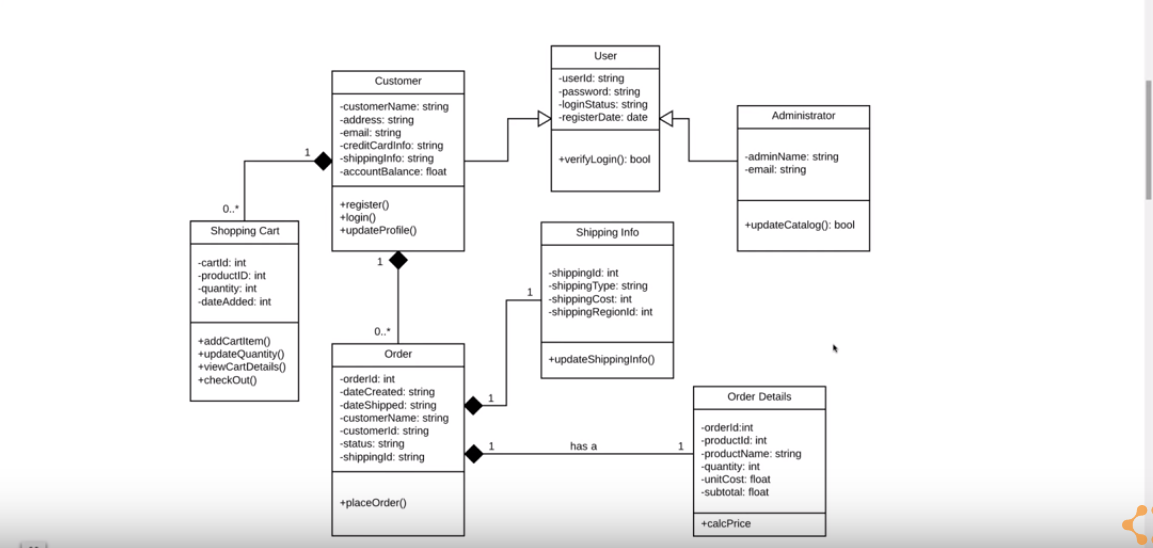 User
-userId: string
-password: string
-loginStatus: string
-registerDate: date
+verifyLogin(): bool
Customer
-customerName: string
-address: string
-email: string
-creditCardInfo: string
-shippingInfo: string
-accountBalance: float
+register()
+login()
+updateProfile()
Administrator
-adminName: string
-email: string
+updateCatalog(): bool
1
0..*
Shopping Cart
-cartId: int
-productID: int
-quantity: int
-dateAdded: int
+addCartItem()
+updateQuantity()
+viewCartDetails()
+checkOut()
1
0..*
Shipping Info
-shippingId: int
-shippingType: string
-shippingCost: int
-shippingRegionId: int
+updateShippingInfo()
1
1
Order
-orderId: int
-dateCreated: string
-dateShipped: string
-customerName: string
-customerId: string
-status: string
-shippingId: string
+placeOrder()
1
has a
1
Order Details
-orderId:int
-productId: int
-productName: string
-quantity: int
-unitCost: float
-subtotal: float
+calcPrice